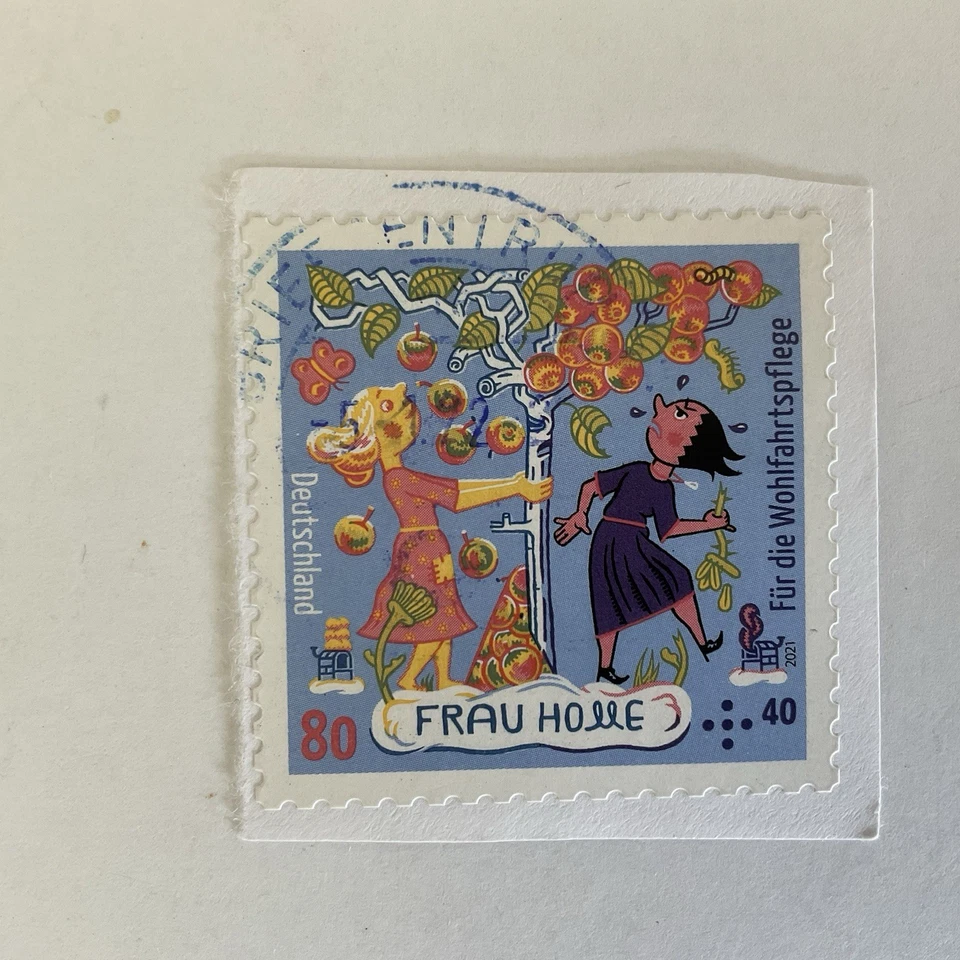 Deutschland
Für die Wohlfahrtspflege
2021
80
FRAU HOLLE
40